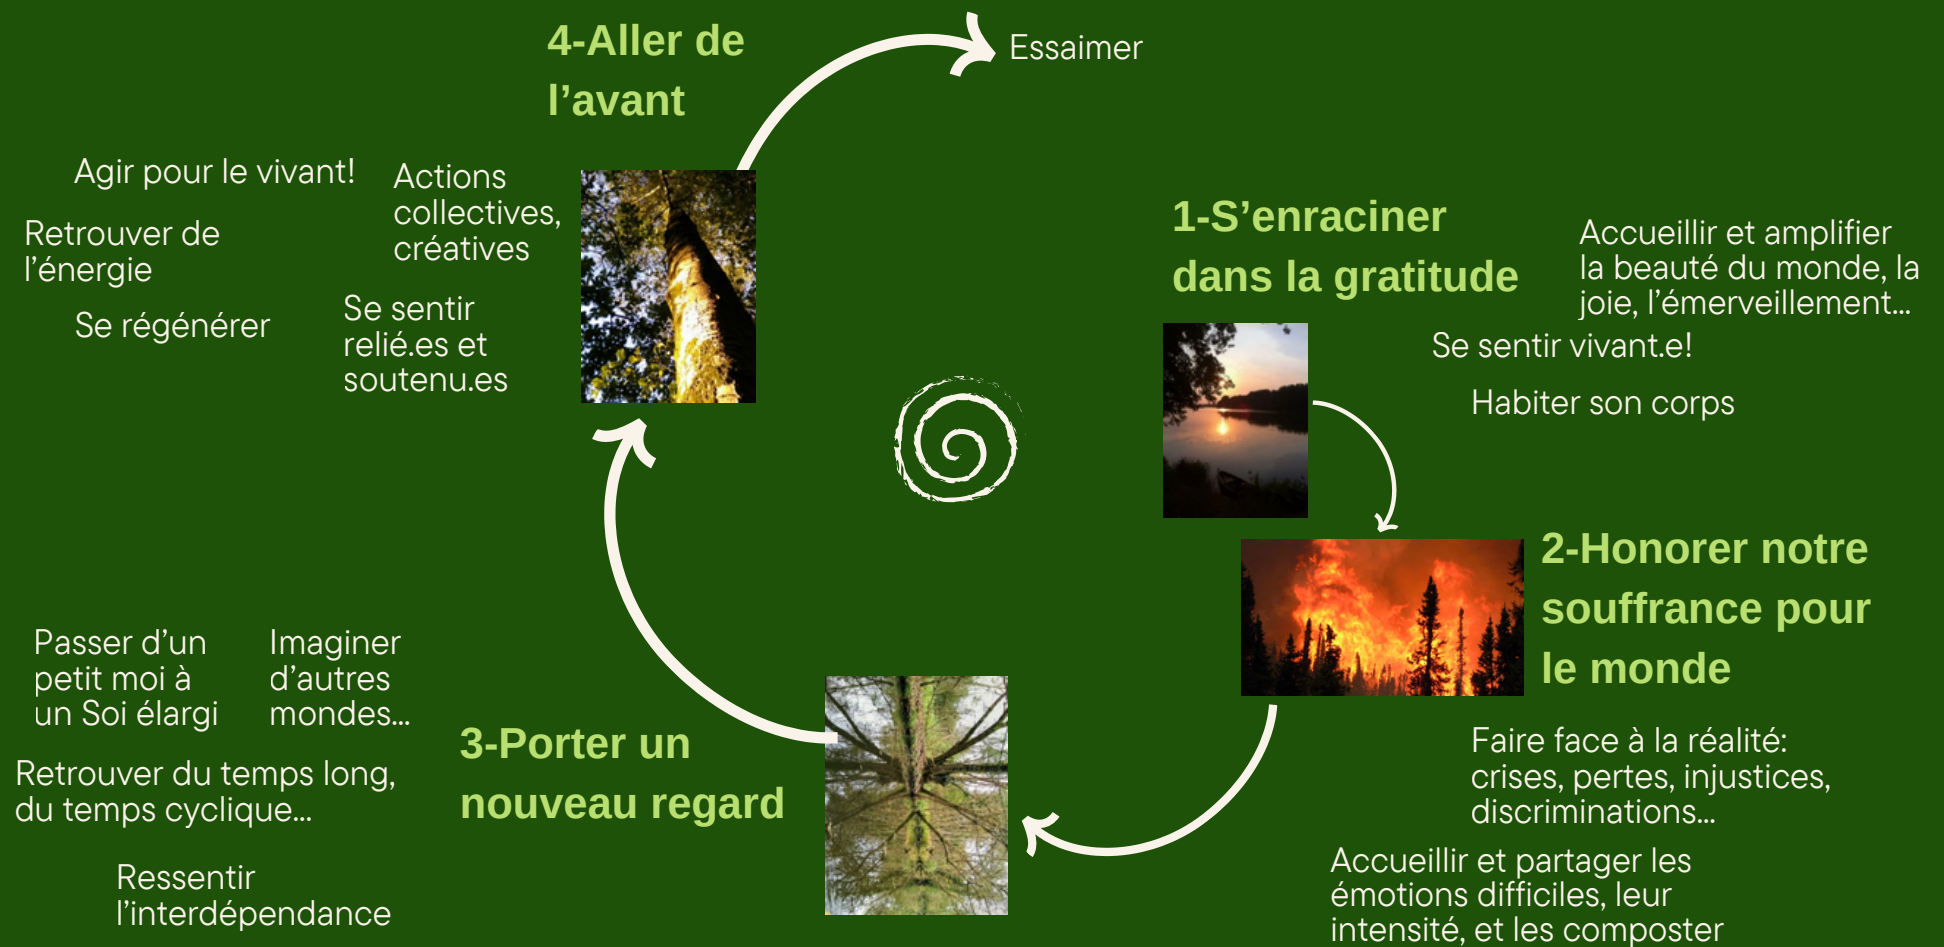 4-Aller de
l’avant
Essaimer
Agir pour le vivant!
Actions
collectives,
créatives
Retrouver de
l’énergie
Se régénérer
Se sentir
relié.es et
soutenu.es
1-S’enraciner
dans la gratitude
Accueillir et amplifier
la beauté du monde, la
joie, l’émerveillement...
Se sentir vivant.e!
Habiter son corps
2-Honorer notre
souffrance pour
le monde
Faire face à la réalité:
crises, pertes, injustices,
discriminations...
Accueillir et partager les
émotions difficiles, leur
intensité, et les composter
3-Porter un
nouveau regard
Passer d’un
petit moi à
un Soi élargi
Imaginer
d’autres
mondes...
Retrouver du temps long,
du temps cyclique...
Ressentir
l’interdépendance